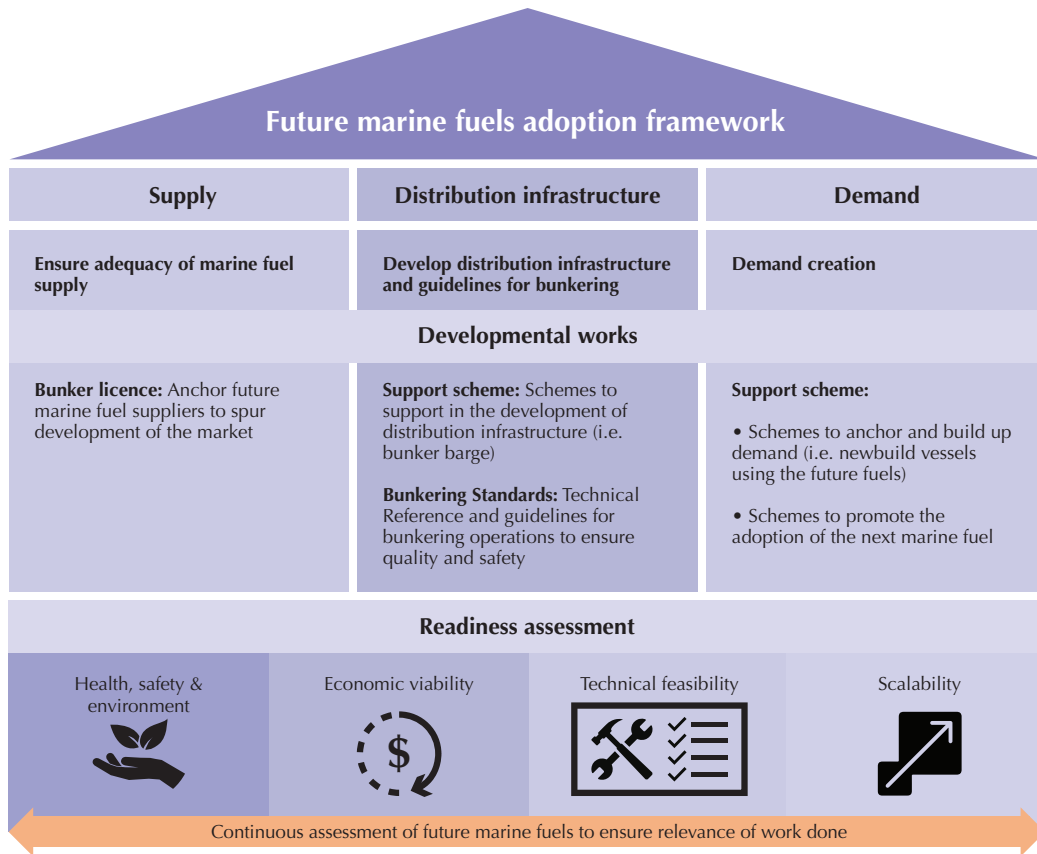 Future marine fuels adoption framework
Supply
Distribution infrastructure
Demand
Ensure adequacy of marine fuel
supply
Develop distribution infrastructure
and guidelines for bunkering
Demand creation
Developmental works
Bunker licence: Anchor future
marine fuel suppliers to spur
development of the market
Support scheme: Schemes to
support in the development of
distribution infrastructure (i.e.
bunker barge)
Bunkering Standards: Technical
Reference and guidelines for
bunkering operations to ensure
quality and safety
Support scheme:
• Schemes to anchor and build up
demand (i.e. newbuild vessels
using the future fuels)
• Schemes to promote the
adoption of the next marine fuel
Readiness assessment
Health, safety &
environment
Economic viability
$
Technical feasibility
Scalability
Continuous assessment of future marine fuels to ensure relevance of work done